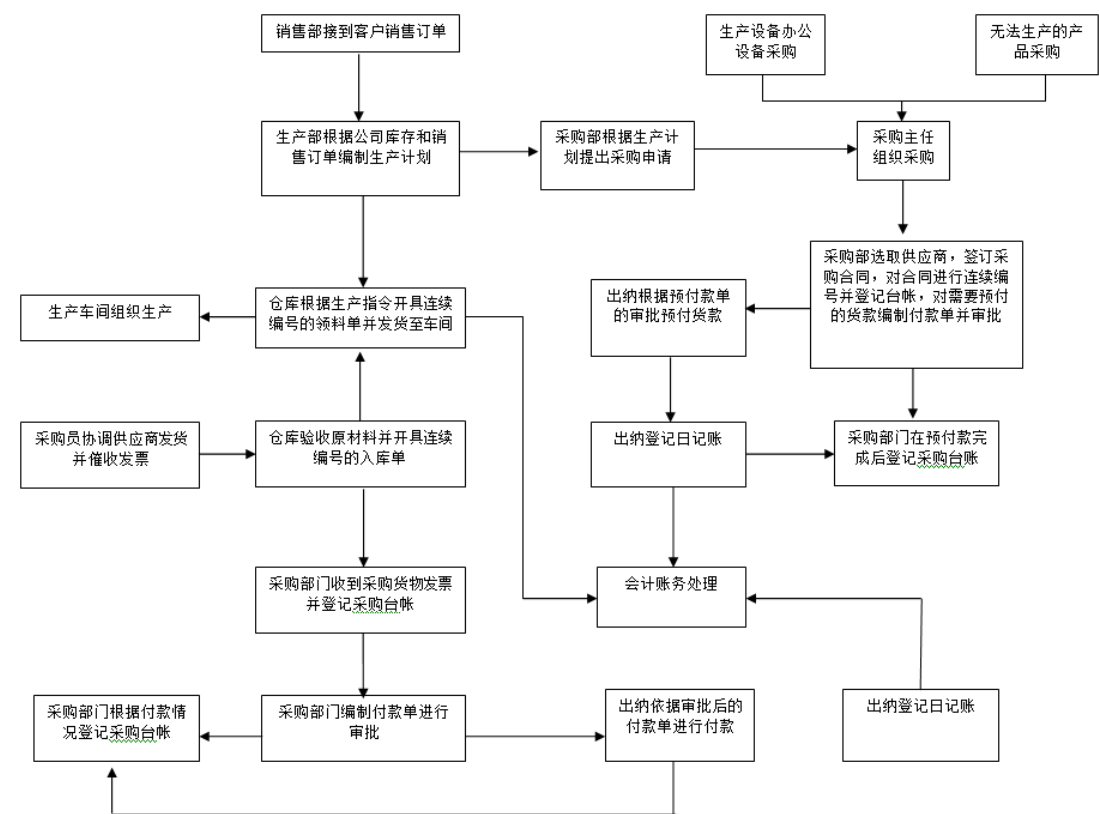 销售部接到客户销售订单
生产设备办公
设备采购
无法生产的产
品采购
生产部根据公司库存和销
售订单编制生产计划
采购部根据生产计
划提出采购申请
采购主任
组织采购
采购部选取供应商，签订采
购合同，对合同进行连续编
号并登记台帐，对需要预付
的货款编制付款单并审批
出纳根据预付款单
的审批预付货款
仓库根据生产指令开具连续
编号的领料单并发货至车间
生产车间组织生产
采购员协调供应商发货
并催收发票
仓库验收原材料并开具连续
编号的入库单
出纳登记日记账
采购部门在预付款完
成后登记采购台账
采购部门收到采购货物发票
并登记采购台帐
会计账务处理
采购部门根据付款情
况登记采购台帐
采购部门编制付款单进行
审批
出纳依据审批后的
付款单进行付款
出纳登记日记账